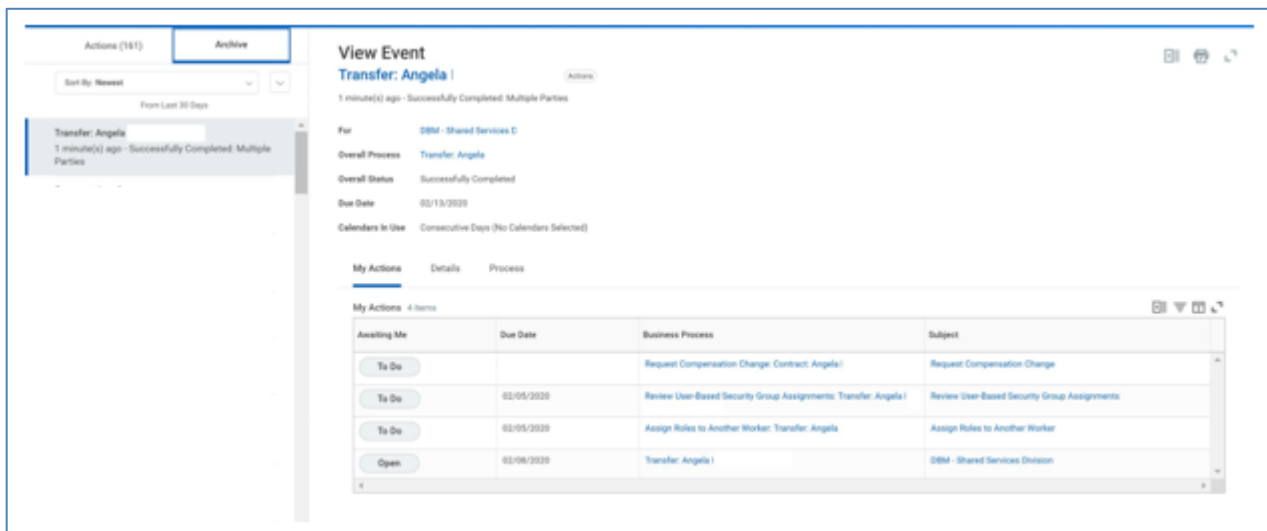 Actions (161)
Archive
Sort By: Newest
From Last 30 Days
Transfer: Angela
1 minute(s) ago - Successfully Completed: Multiple
Parties
View Event
Transfer: Angela
Actions
1 minute(s) ago - Successfully Completed: Multiple Parties
For DBM - Shared Services D
Overall Process Transfer: Angela
Overall Status Successfully Completed
Due Date 02/13/2020
Calendars In Use Consecutive Days (No Calendars Selected)
My Actions Details Process
My Actions 4 items
Awaiting Me Due Date Business Process Subject
To Do Request Compensation Change: Contract: Angela Request Compensation Change
To Do 02/05/2020 Review User-Based Security Group Assignments: Transfer: Angela Review User-Based Security Group Assignments
To Do 02/05/2020 Assign Roles to Another Worker: Transfer: Angela Assign Roles to Another Worker
Open 02/08/2020 Transfer: Angela DBM - Shared Services Division